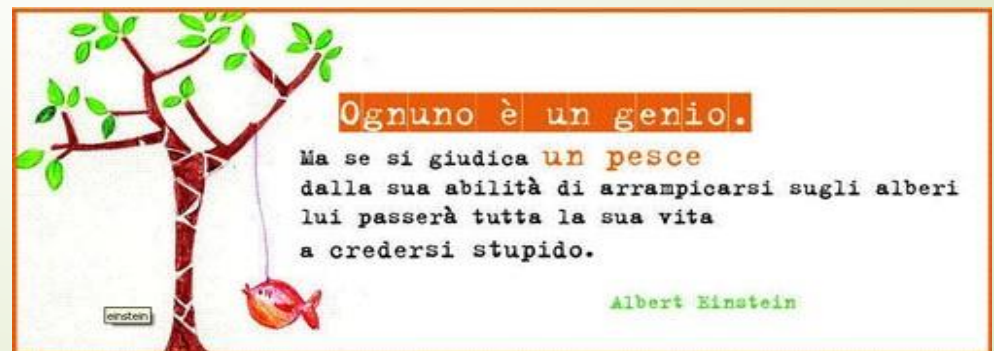 Ognuno è un genio.
Ma se si giudica un pesce
dalla sua abilità di arrampicarsi sugli alberi
lui passerà tutta la sua vita
a credersi stupido.
Albert Einstein
einstein